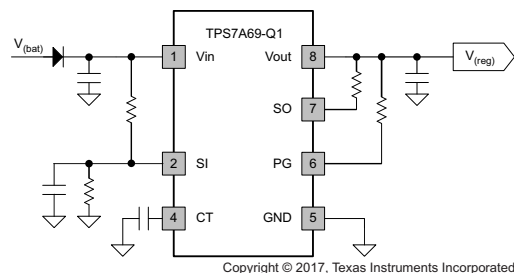 TPS7A69-Q1
V(bat)
1 Vin
Vout 8
V(reg)
SO 7
2 SI
PG 6
4 CT
GND 5
Copyright © 2017, Texas Instruments Incorporated